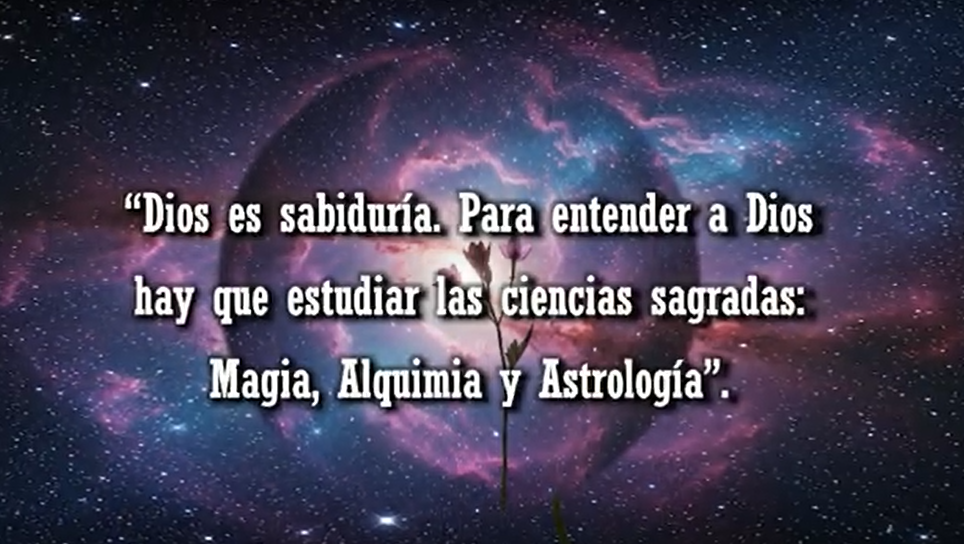 “Dios es sabiduría. Para entender a Dios
hay que estudiar las ciencias sagradas:
Magia, Alquimia y Astrología”.